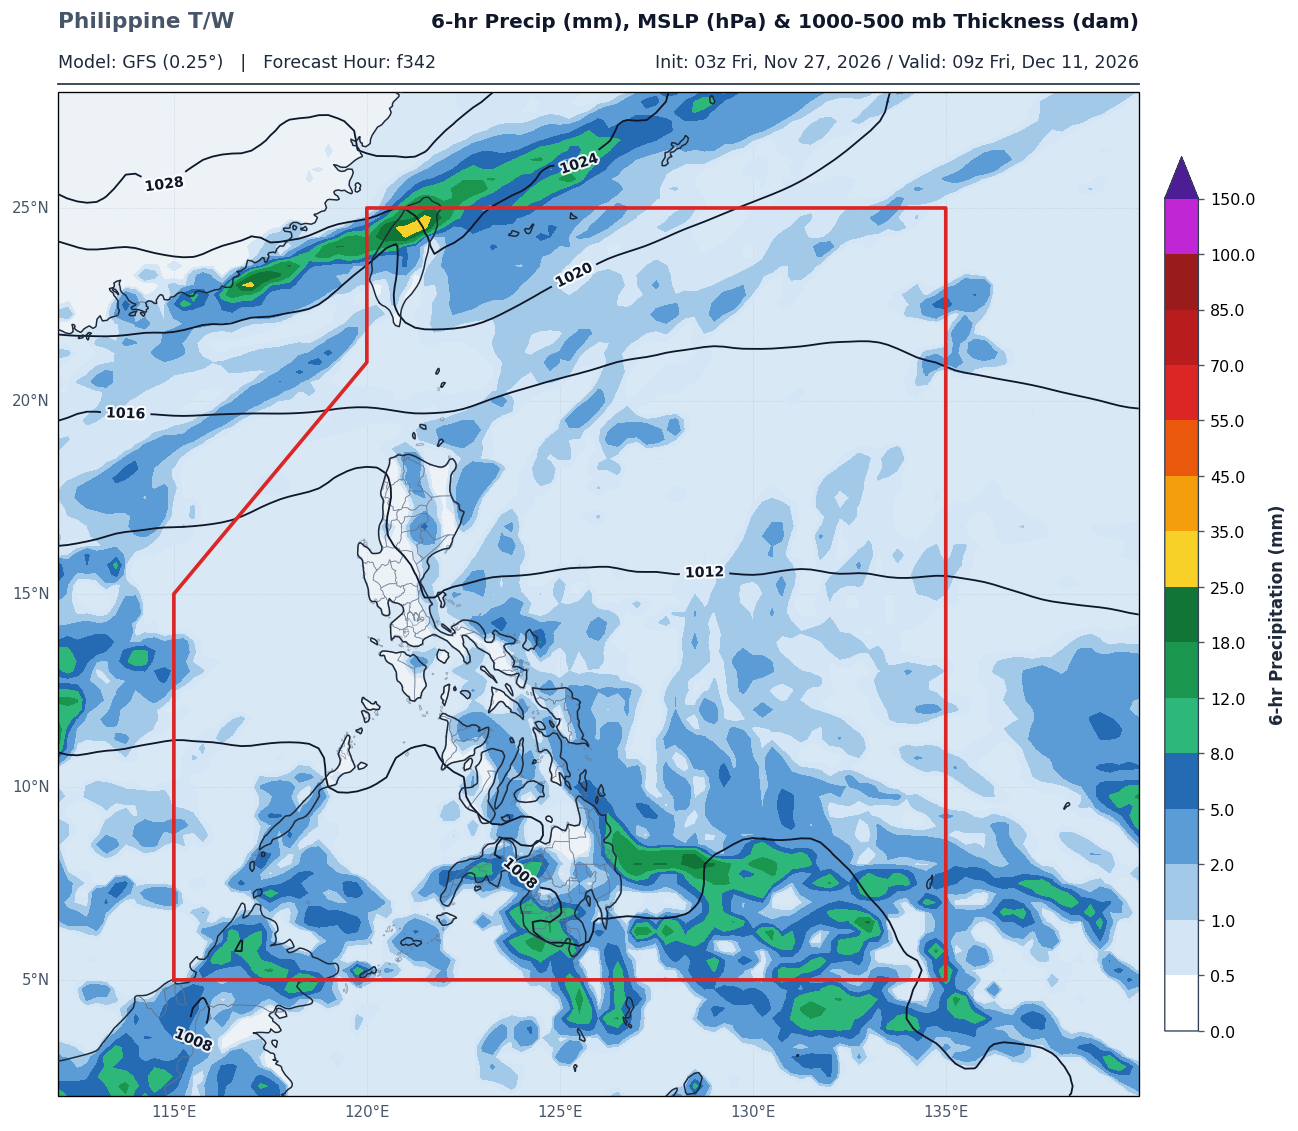 Philippine T/W
6-hr Precip (mm), MSLP (hPa) & 1000-500 mb Thickness (dam)
Model: GFS (0.25°) | Forecast Hour: f342
Init: 03z Fri, Nov 27, 2026 / Valid: 09z Fri, Dec 11, 2026
1028
1024
1020
1016
1012
1008
1008
25°N
20°N
15°N
10°N
5°N
115°E
120°E
125°E
130°E
135°E
150.0
100.0
85.0
70.0
55.0
45.0
35.0
25.0
18.0
12.0
8.0
5.0
2.0
1.0
0.5
0.0
6-hr Precipitation (mm)